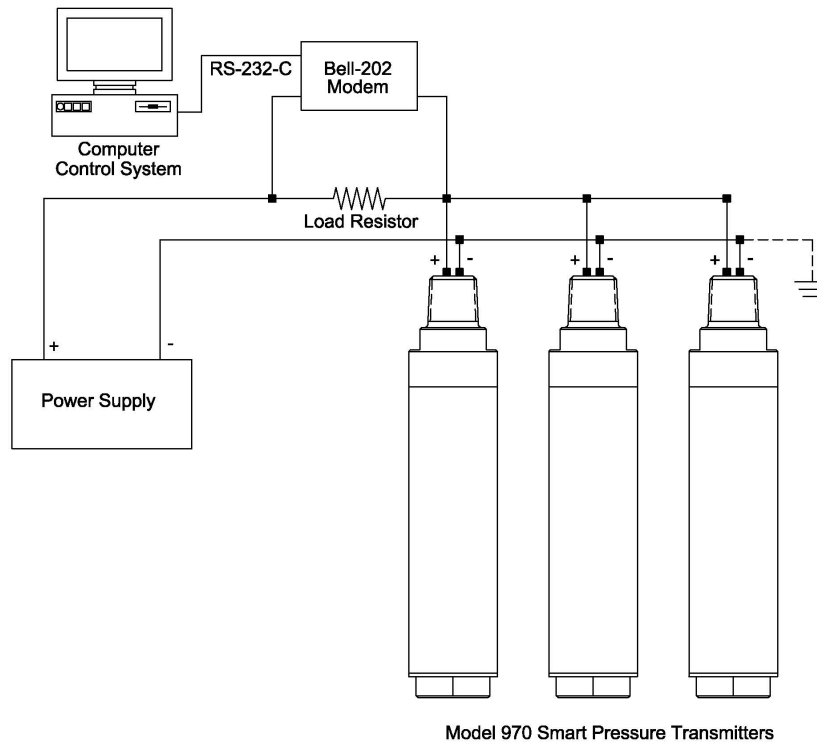 RS-232-C
Bell-202
Modem
Computer
Control System
Load Resistor
+ -
+ -
+ -
+ -
Power Supply
Model 970 Smart Pressure Transmitters